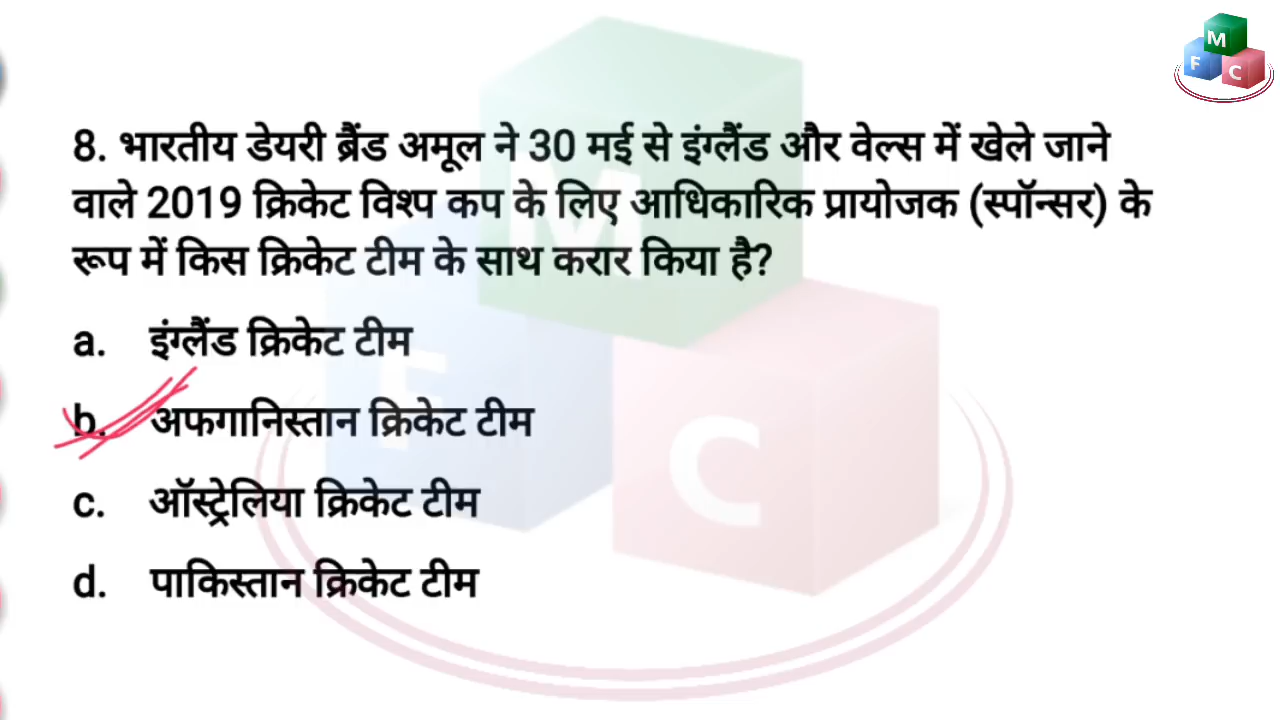 M
F C
8. भारतीय डेयरी ब्रैंड अमूल ने 30 मई से इंग्लैंड और वेल्स में खेले जाने
वाले 2019 क्रिकेट विश्प कप के लिए आधिकारिक प्रायोजक (स्पॉन्सर) के
रूप में किस क्रिकेट टीम के साथ करार किया है?
a. इंग्लैंड क्रिकेट टीम
b. अफगानिस्तान क्रिकेट टीम
c. ऑस्ट्रेलिया क्रिकेट टीम
d. पाकिस्तान क्रिकेट टीम
M
F
C